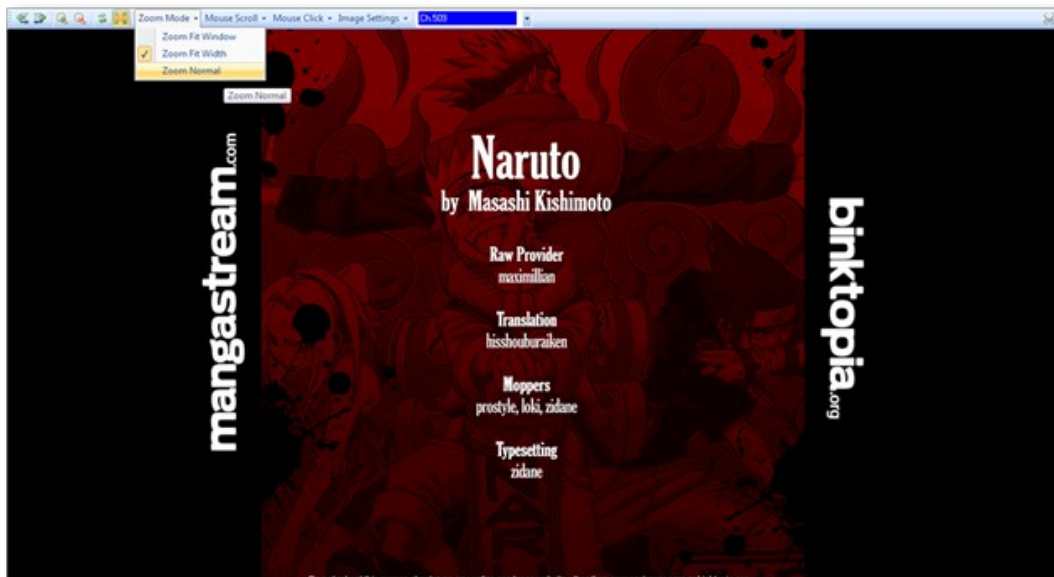 Zoom Mode Mouse Scroll Mouse Click Image Settings Ch 509
Zoom Fit Window
Zoom Fit Width
Zoom Normal
Zoom Normal
mangastream.com
Naruto
by Masashi Kishimoto
Raw Provider
maximillian
Translation
hisshouburaiken
Moppers
prostyle, loki, zidane
Typesetting
zidane
binktopia.org